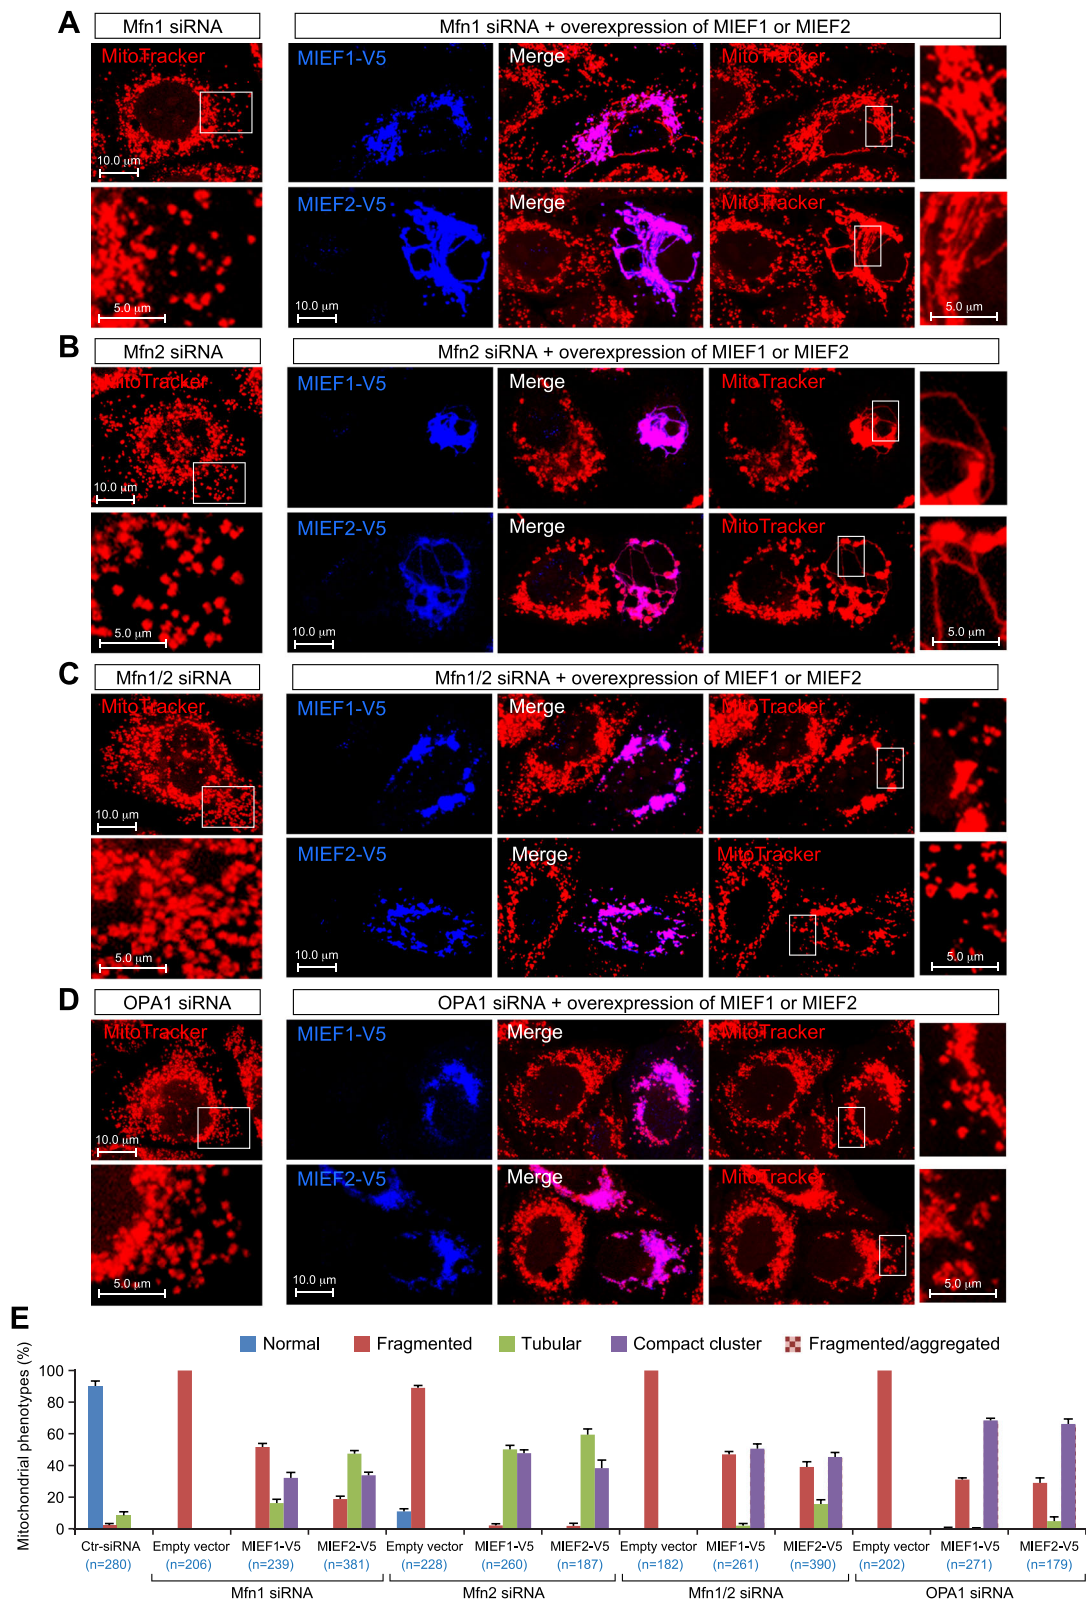 A
Mfn1 siRNA
Mfn1 siRNA + overexpression of MIEF1 or MIEF2
MitoTracker
MIEF1-V5
Merge
MitoTracker
10.0 µm
MIEF2-V5
Merge
MitoTracker
5.0 µm
10.0 µm
5.0 µm
B
Mfn2 siRNA
Mfn2 siRNA + overexpression of MIEF1 or MIEF2
MitoTracker
MIEF1-V5
Merge
MitoTracker
10.0 µm
MIEF2-V5
Merge
MitoTracker
5.0 µm
10.0 µm
5.0 µm
C
Mfn1/2 siRNA
Mfn1/2 siRNA + overexpression of MIEF1 or MIEF2
MitoTracker
MIEF1-V5
Merge
MitoTracker
10.0 µm
MIEF2-V5
Merge
MitoTracker
5.0 µm
10.0 µm
5.0 µm
D
OPA1 siRNA
OPA1 siRNA + overexpression of MIEF1 or MIEF2
MitoTracker
MIEF1-V5
Merge
MitoTracker
10.0 µm
MIEF2-V5
Merge
MitoTracker
5.0 µm
10.0 µm
5.0 µm
E
Normal Fragmented Tubular Compact cluster Fragmented/aggregated
Mitochondrial phenotypes (%)
100
80
60
40
20
0
Ctr-siRNA Empty vector MIEF1-V5 MIEF2-V5 Empty vector MIEF1-V5 MIEF2-V5 Empty vector MIEF1-V5 MIEF2-V5 Empty vector MIEF1-V5 MIEF2-V5
(n=280) (n=206) (n=239) (n=381) (n=228) (n=260) (n=187) (n=182) (n=261) (n=390) (n=202) (n=271) (n=179)
Mfn1 siRNA Mfn2 siRNA Mfn1/2 siRNA OPA1 siRNA